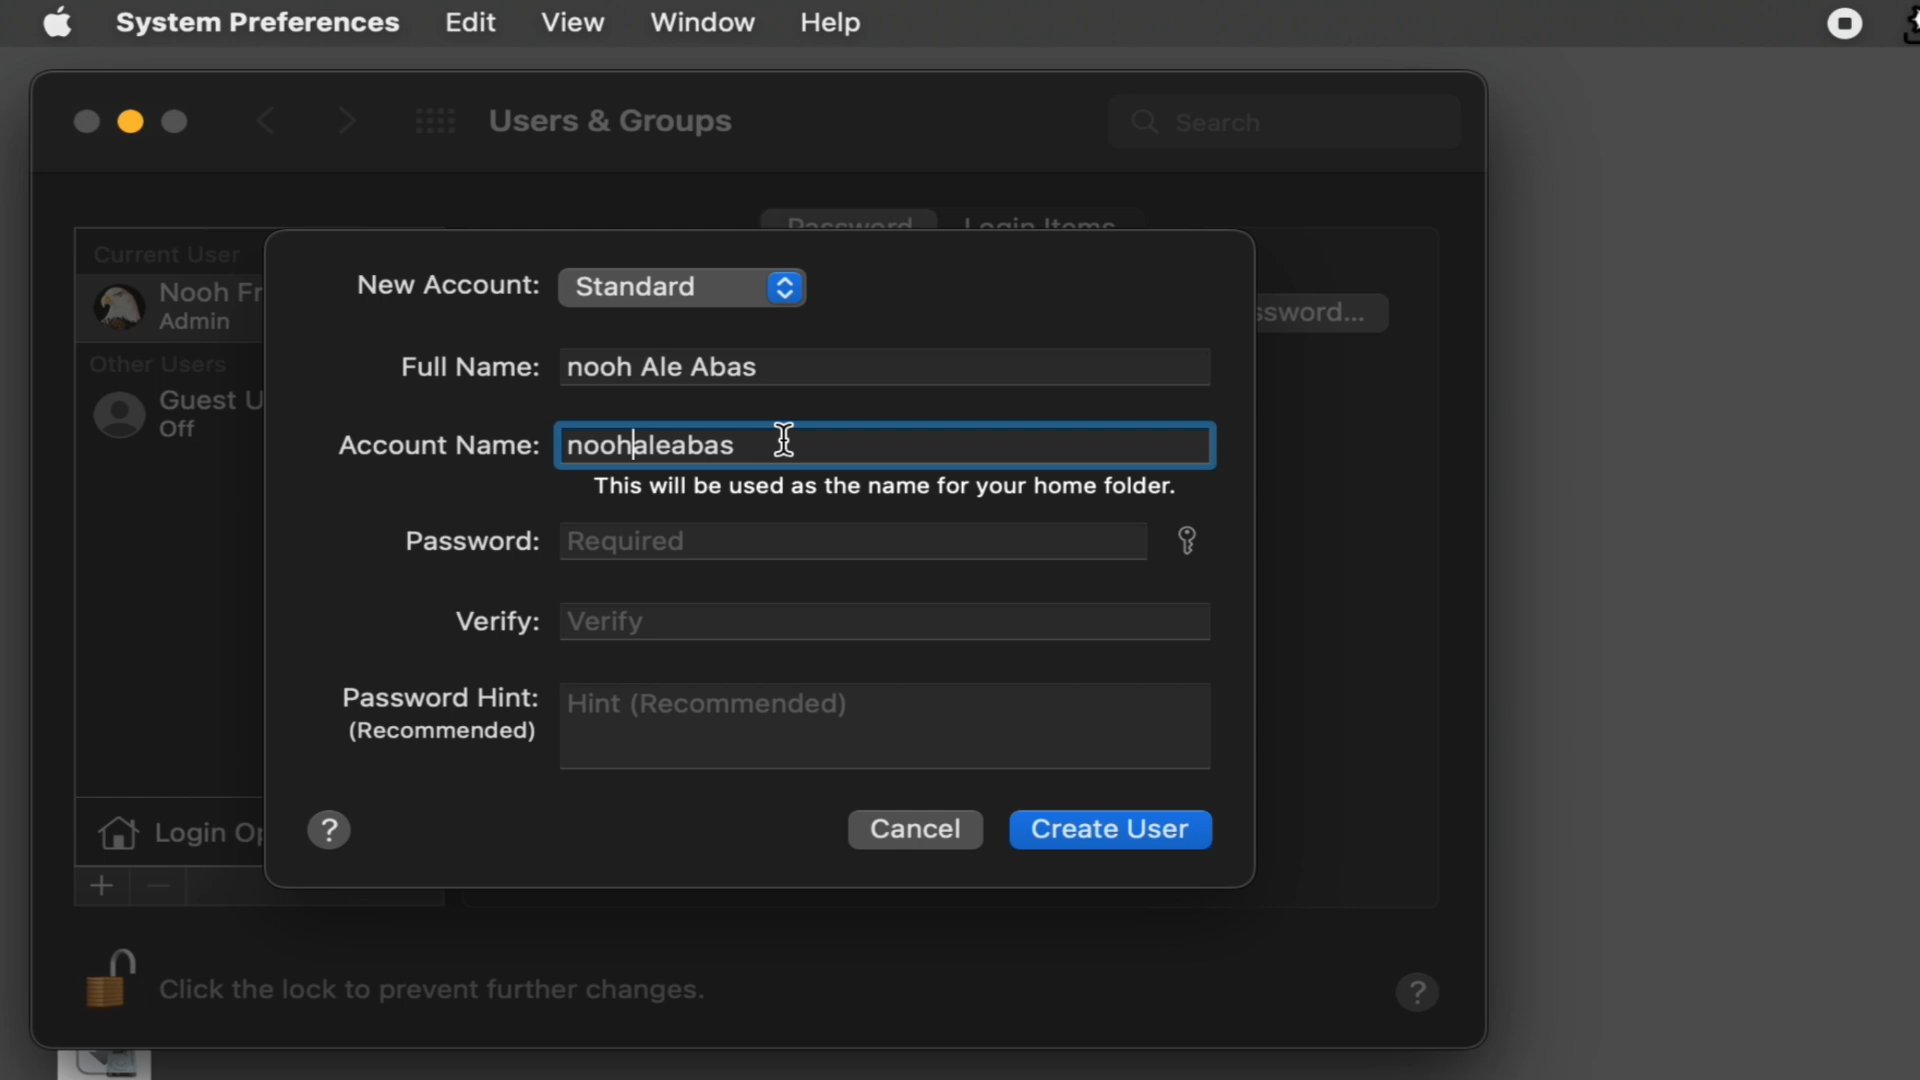 System Preferences Edit View Window Help
Users & Groups
Search
Password Login Items
Current User
Nooh Fr
Admin
Other Users
Guest U
Off
Login Op
New Account: Standard
ssword...
Full Name: nooh Ale Abas
Account Name: noohaleabas
This will be used as the name for your home folder.
Password: Required
Verify: Verify
Password Hint: Hint (Recommended)
(Recommended)
? Cancel Create User
+ −
Click the lock to prevent further changes. ?